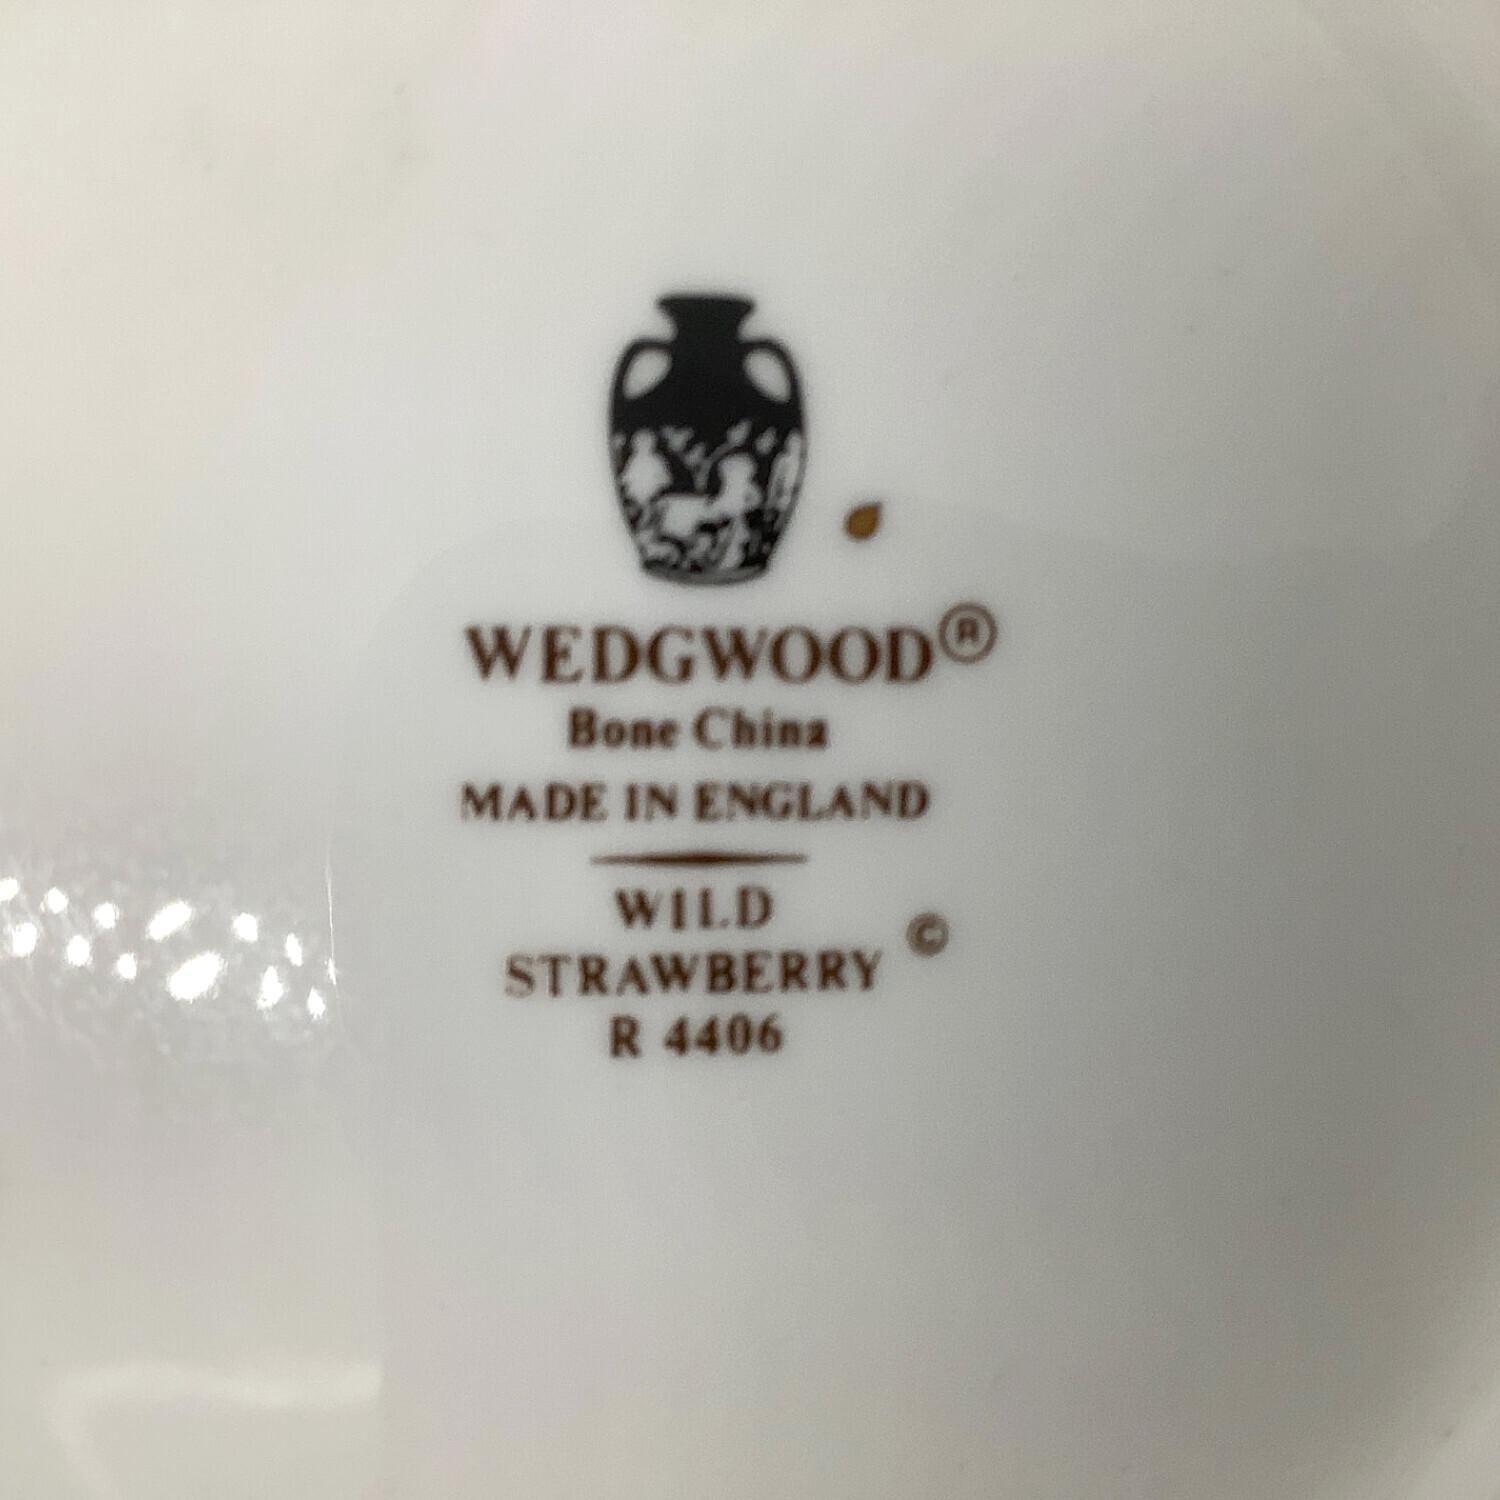 WEDGWOOD®
Bone China
MADE IN ENGLAND
WILD
STRAWBERRY ©
R 4406